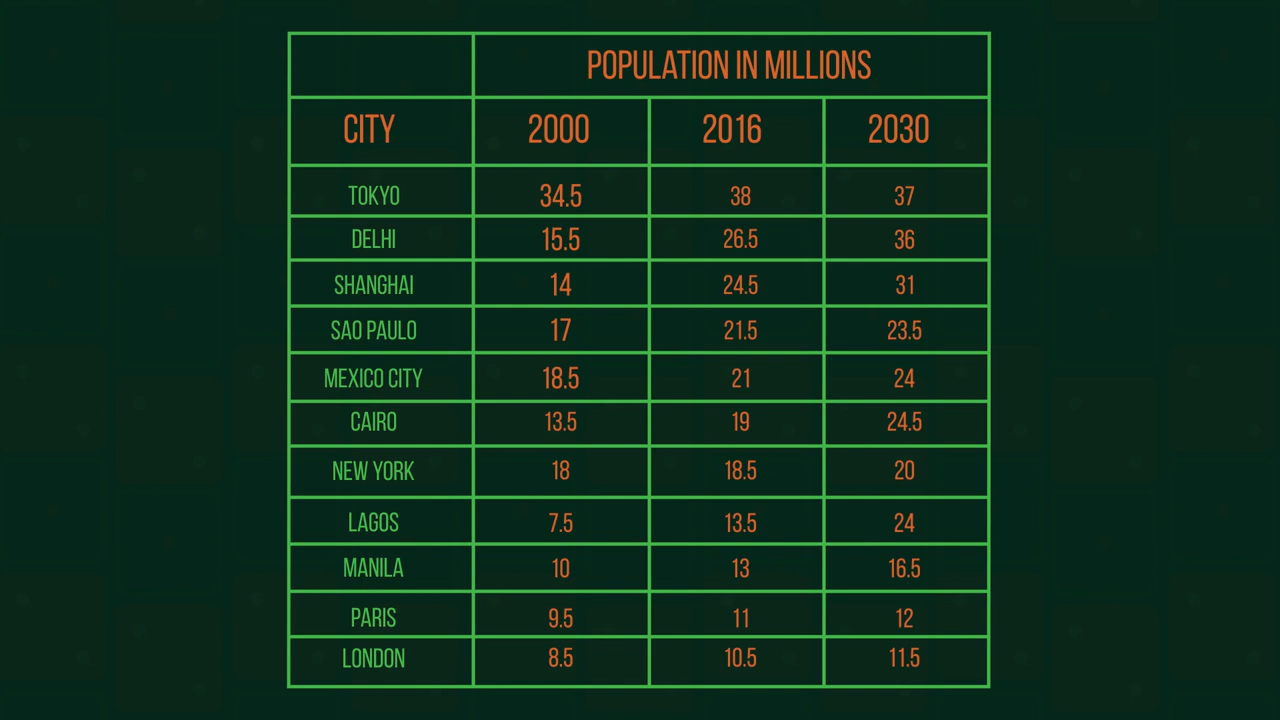 POPULATION IN MILLIONS
CITY 2000 2016 2030
TOKYO 34.5 38 37
DELHI 15.5 26.5 36
SHANGHAI 14 24.5 31
SAO PAULO 17 21.5 23.5
MEXICO CITY 18.5 21 24
CAIRO 13.5 19 24.5
NEW YORK 18 18.5 20
LAGOS 7.5 13.5 24
MANILA 10 13 16.5
PARIS 9.5 11 12
LONDON 8.5 10.5 11.5